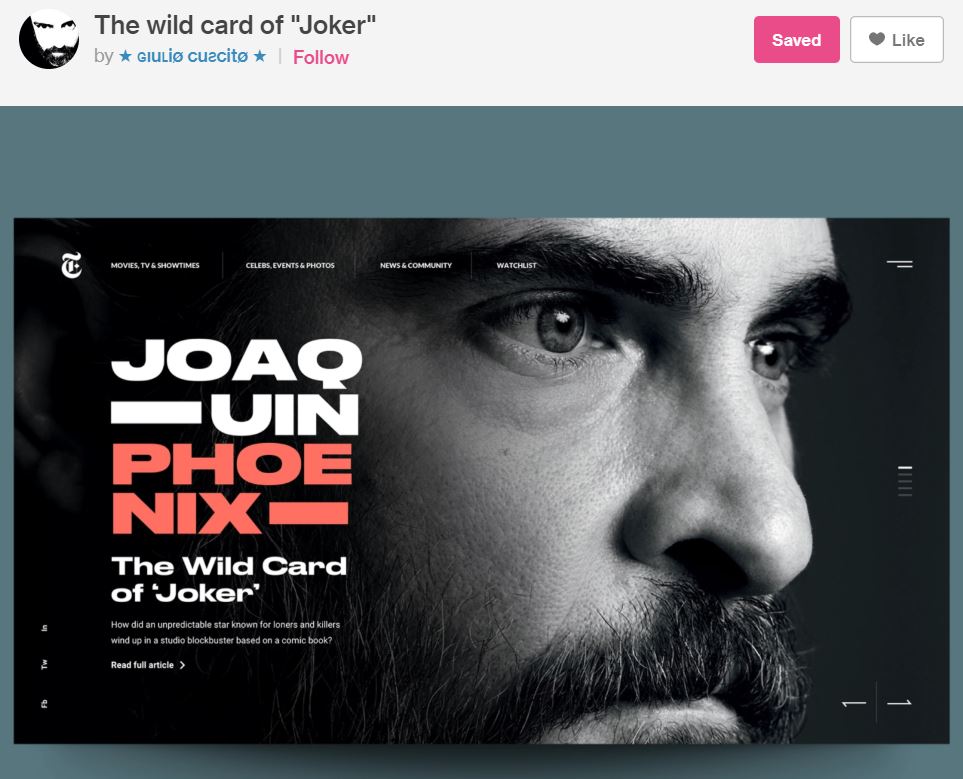 The wild card of "Joker"
by ★ ɢɪuʟiø cuƨcitø ★ | Follow
Saved
Like
MOVIES, TV & SHOWTIMES
CELEBS, EVENTS & PHOTOS
NEWS & COMMUNITY
WATCHLIST
JOAQ
—UIN
PHOE
NIX—
The Wild Card
of ‘Joker’
How did an unpredictable star known for loners and killers
wind up in a studio blockbuster based on a comic book?
Read full article
In
Tw
Fb